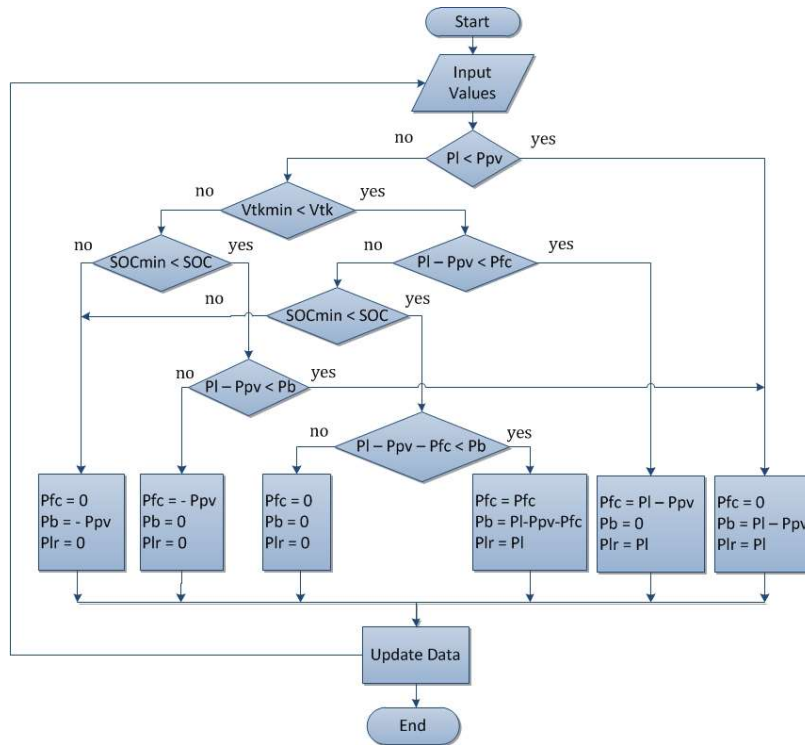 Start
Input
Values
no
yes
Pl < Ppv
no
yes
Vtkmin < Vtk
no
yes
no
yes
SOCmin < SOC
Pl – Ppv < Pfc
no
yes
SOCmin < SOC
no
yes
Pl – Ppv < Pb
no
yes
Pl – Ppv – Pfc < Pb
Pfc = 0
Pb = - Ppv
Plr = 0
Pfc = - Ppv
Pb = 0
Plr = 0
Pfc = 0
Pb = 0
Plr = 0
Pfc = Pfc
Pb = Pl-Ppv-Pfc
Plr = Pl
Pfc = Pl – Ppv
Pb = 0
Plr = Pl
Pfc = 0
Pb = Pl – Ppv
Plr = Pl
Update Data
End